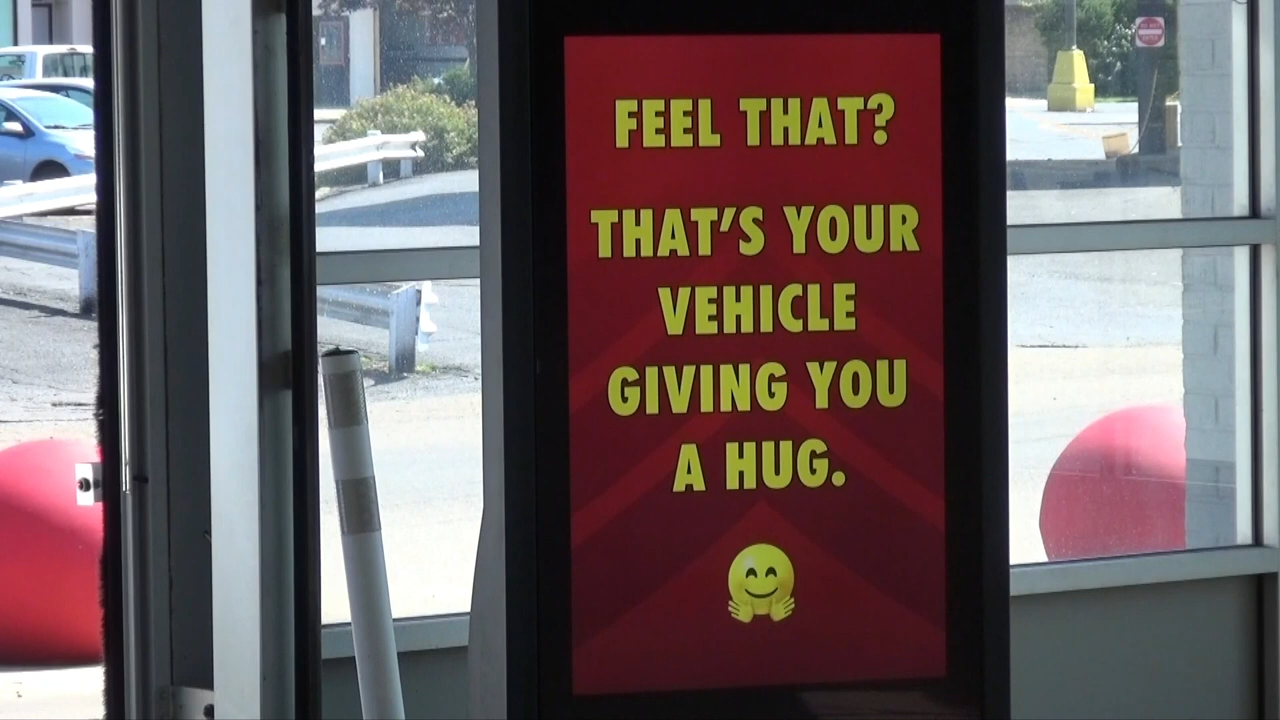 FEEL THAT?
THAT'S YOUR
VEHICLE
GIVING YOU
A HUG.